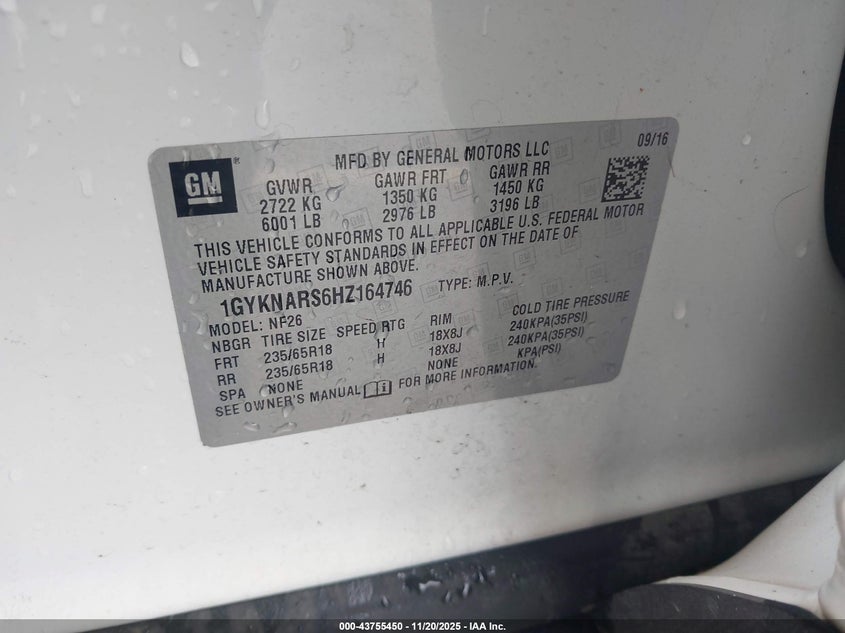 GM ®
MFD BY GENERAL MOTORS LLC
09/16
GVWR GAWR FRT GAWR RR
2722 KG 1350 KG 1450 KG
6001 LB 2976 LB 3196 LB
THIS VEHICLE CONFORMS TO ALL APPLICABLE U.S. FEDERAL MOTOR
VEHICLE SAFETY STANDARDS IN EFFECT ON THE DATE OF
MANUFACTURE SHOWN ABOVE.
1GYKNARS6HZ164746 TYPE: M.P.V.
MODEL: NF26
NBGR TIRE SIZE SPEED RTG RIM COLD TIRE PRESSURE
FRT 235/65R18 H 18X8J 240KPA(35PSI)
RR 235/65R18 H 18X8J 240KPA(35PSI)
SPA NONE NONE KPA(PSI)
SEE OWNER'S MANUAL FOR MORE INFORMATION.
000-43755450 - 11/20/2025 - IAA Inc.